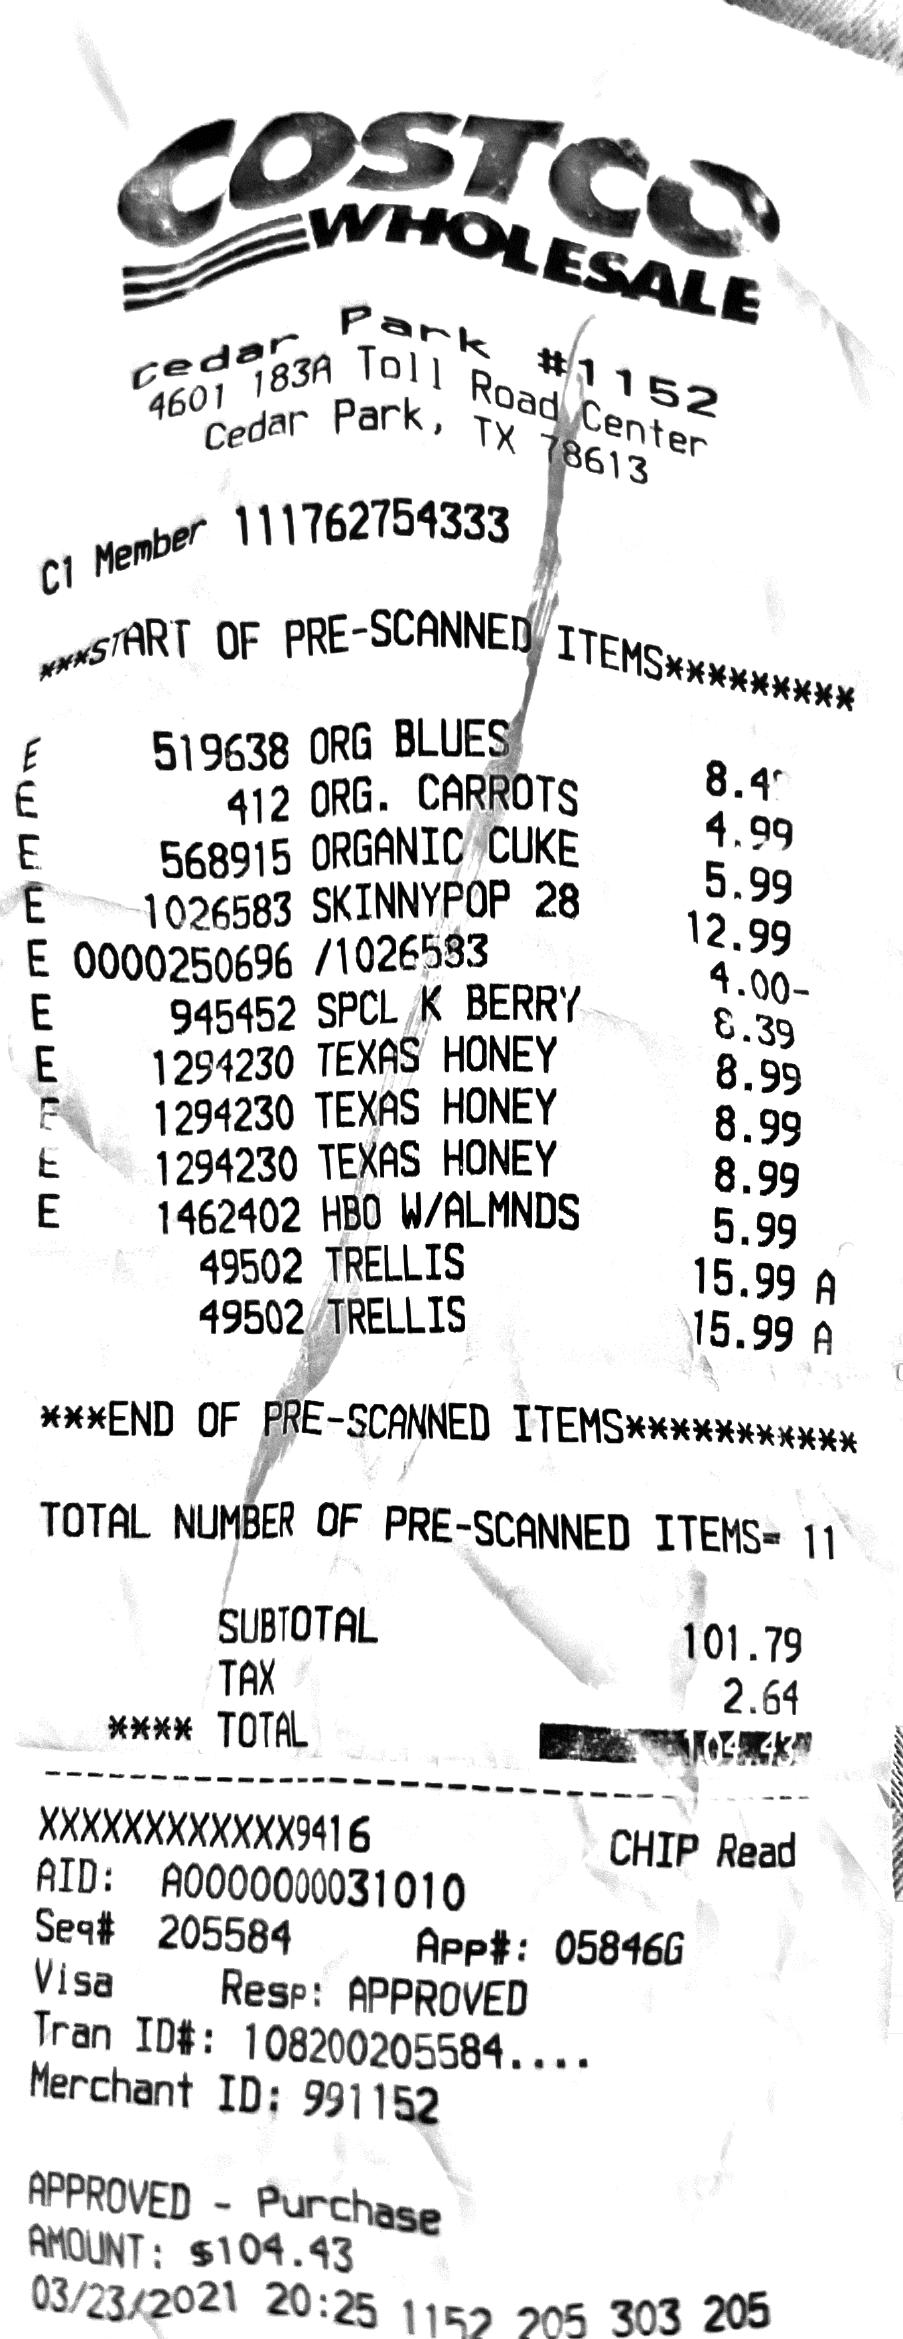 COSTCO
WHOLESALE
Cedar Park #1152
4601 183A Toll Road Center
Cedar Park, TX 78613
C1 Member 111762754333
***START OF PRE-SCANNED ITEMS*********
E 519638 ORG BLUES 8.49
E 412 ORG. CARROTS 4.99
E 568915 ORGANIC CUKE 5.99
E 1026583 SKINNYPOP 28 12.99
E 0000250696 /1026583 4.00-
E 945452 SPCL K BERRY 8.39
E 1294230 TEXAS HONEY 8.99
E 1294230 TEXAS HONEY 8.99
E 1294230 TEXAS HONEY 8.99
E 1462402 HBO W/ALMNDS 5.99
49502 TRELLIS 15.99 A
49502 TRELLIS 15.99 A
***END OF PRE-SCANNED ITEMS***********
TOTAL NUMBER OF PRE-SCANNED ITEMS= 11
SUBTOTAL 101.79
TAX 2.64
**** TOTAL 104.43
XXXXXXXXXXXX9416 CHIP Read
AID: A0000000031010
Seq# 205584 App#: 05846G
Visa Resp: APPROVED
Tran ID#: 108200205584....
Merchant ID: 991152
APPROVED - Purchase
AMOUNT: $104.43
03/23/2021 20:25 1152 205 303 205